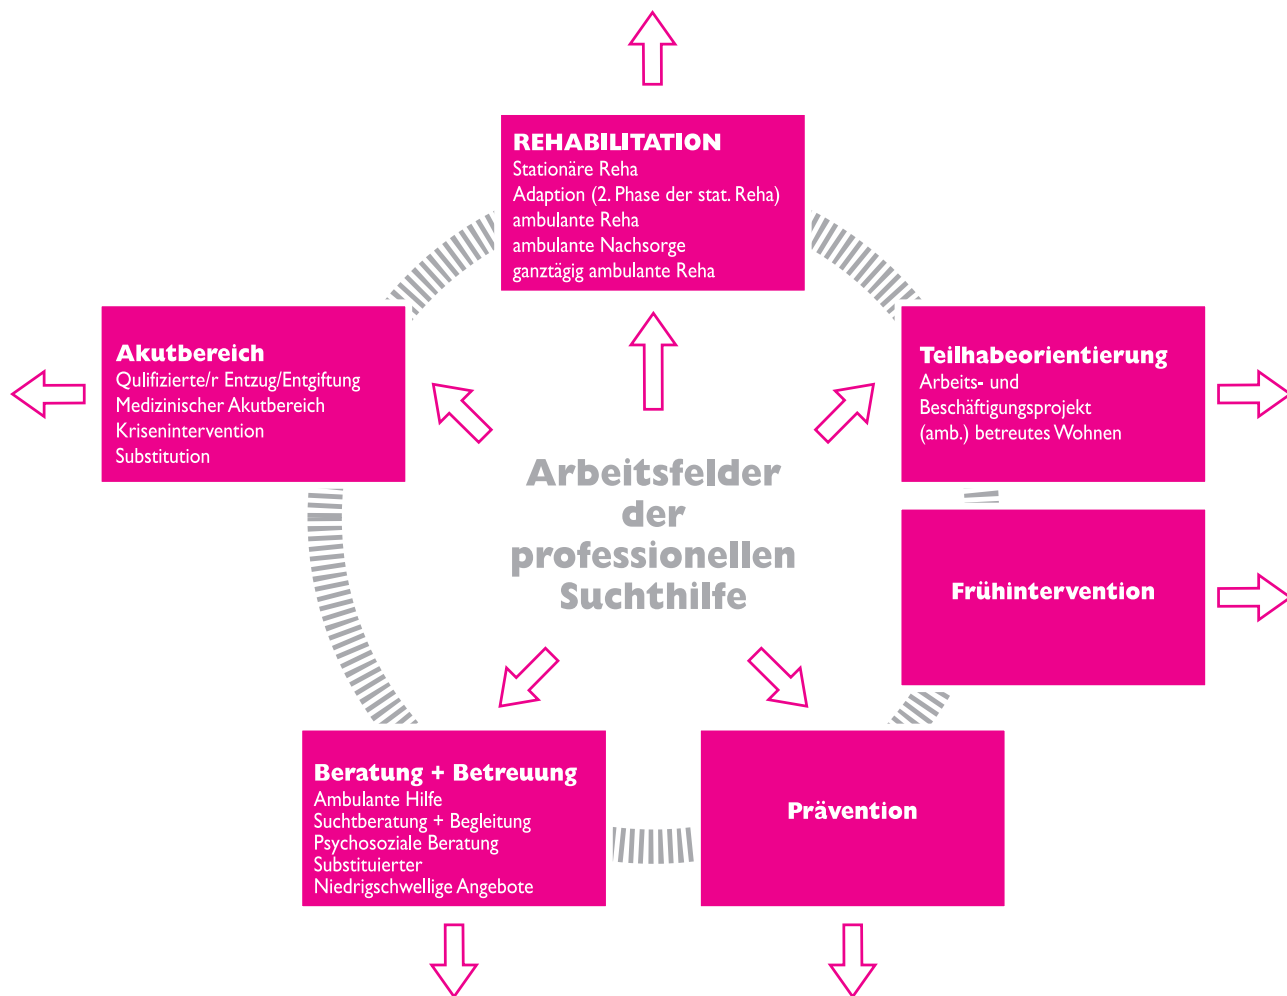 REHABILITATION
Stationäre Reha
Adaption (2. Phase der stat. Reha)
ambulante Reha
ambulante Nachsorge
ganztägig ambulante Reha
Akutbereich
Qulifizierte/r Entzug/Entgiftung
Medizinischer Akutbereich
Krisenintervention
Substitution
Teilhabeorientierung
Arbeits- und
Beschäftigungsprojekt
(amb.) betreutes Wohnen
Arbeitsfelder
der
professionellen
Suchthilfe
Frühintervention
Beratung + Betreuung
Ambulante Hilfe
Suchtberatung + Begleitung
Psychosoziale Beratung
Substituierter
Niedrigschwellige Angebote
Prävention